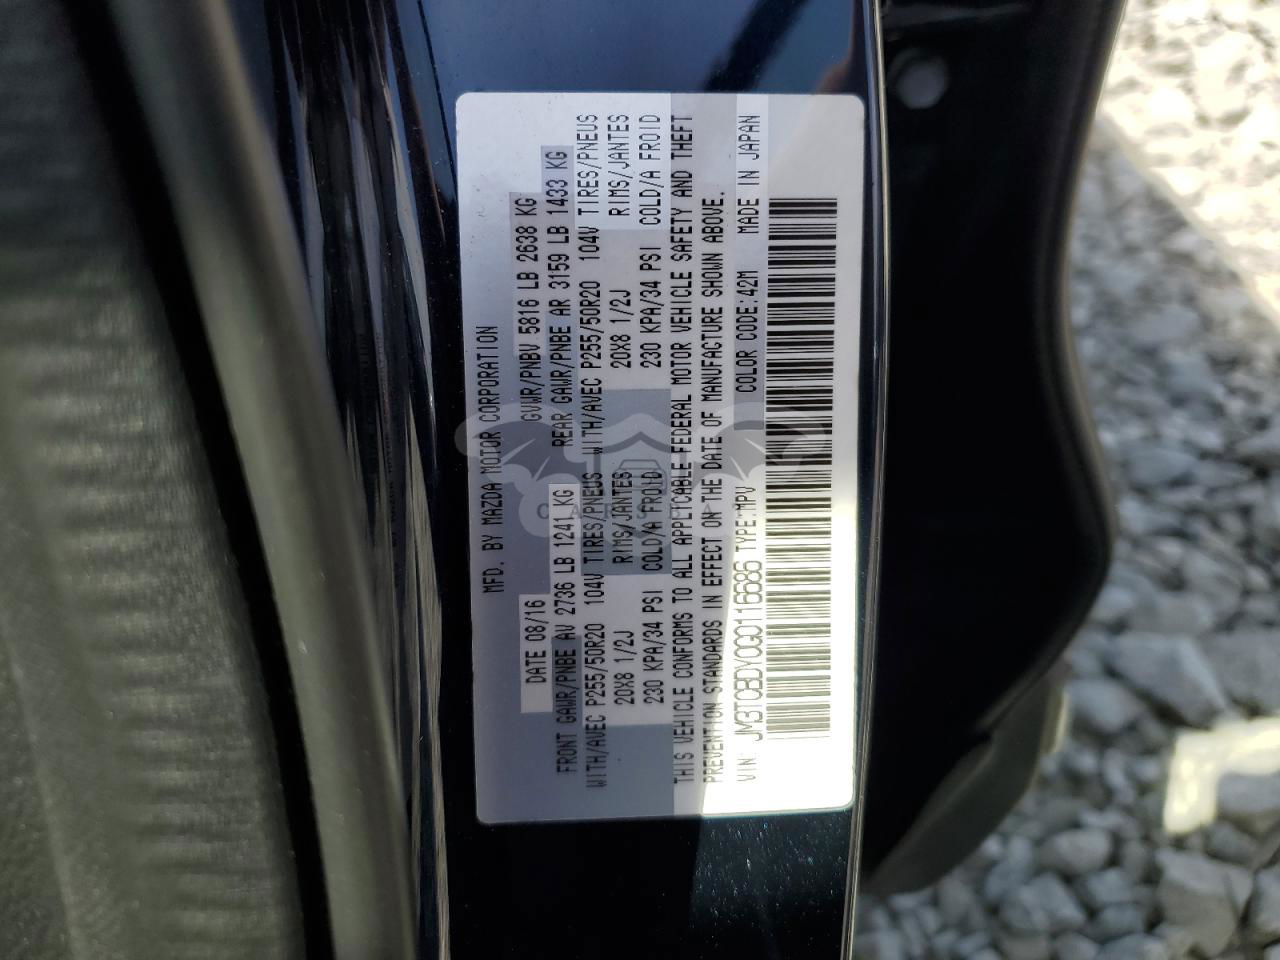 MFD. BY MAZDA MOTOR CORPORATION
DATE 08/16 GVWR/PNBV 5816 LB 2638 KG
FRONT GAWR/PNBE AV 2736 LB 1241 KG REAR GAWR/PNBE AR 3159 LB 1433 KG
WITH/AVEC P255/50R20 104V TIRES/PNEUS WITH/AVEC P255/50R20 104V TIRES/PNEUS
20X8 1/2J RIMS/JANTES 20X8 1/2J RIMS/JANTES
230 KPA/34 PSI COLD/A FROID 230 KPA/34 PSI COLD/A FROID
THIS VEHICLE CONFORMS TO ALL APPLICABLE FEDERAL MOTOR VEHICLE SAFETY AND THEFT
PREVENTION STANDARDS IN EFFECT ON THE DATE OF MANUFACTURE SHOWN ABOVE.
VIN: JM3TCBDY0G0116686 TYPE:MPV COLOR CODE:42M MADE IN JAPAN